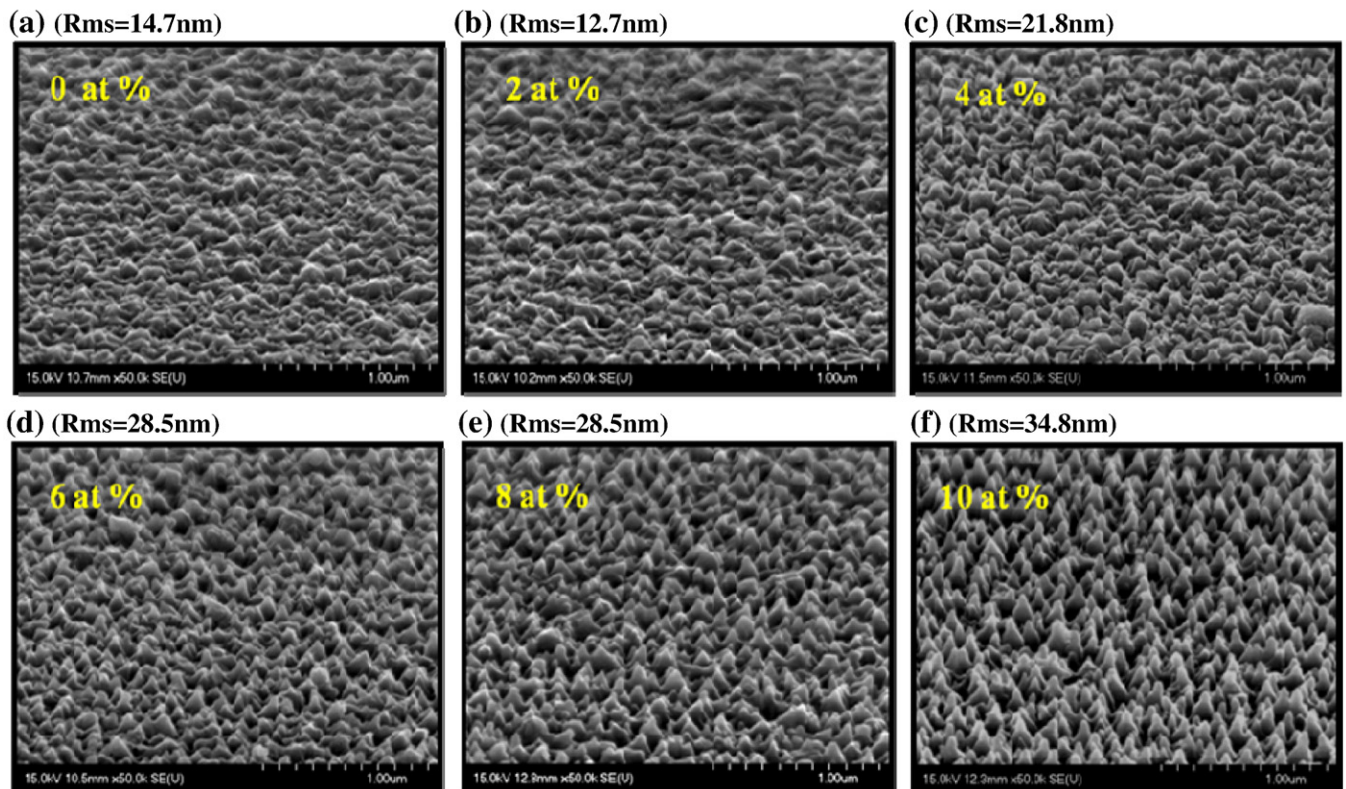 (a) (Rms=14.7nm)
0 at %
15.0kV 10.7mm x50.0k SE(U)
1.00um
(b) (Rms=12.7nm)
2 at %
15.0kV 10.2mm x50.0k SE(U)
1.00um
(c) (Rms=21.8nm)
4 at %
15.0kV 11.5mm x50.0k SE(U)
1.00um
(d) (Rms=28.5nm)
6 at %
15.0kV 10.5mm x50.0k SE(U)
1.00um
(e) (Rms=28.5nm)
8 at %
15.0kV 12.8mm x50.0k SE(U)
1.00um
(f) (Rms=34.8nm)
10 at %
15.0kV 12.3mm x50.0k SE(U)
1.00um